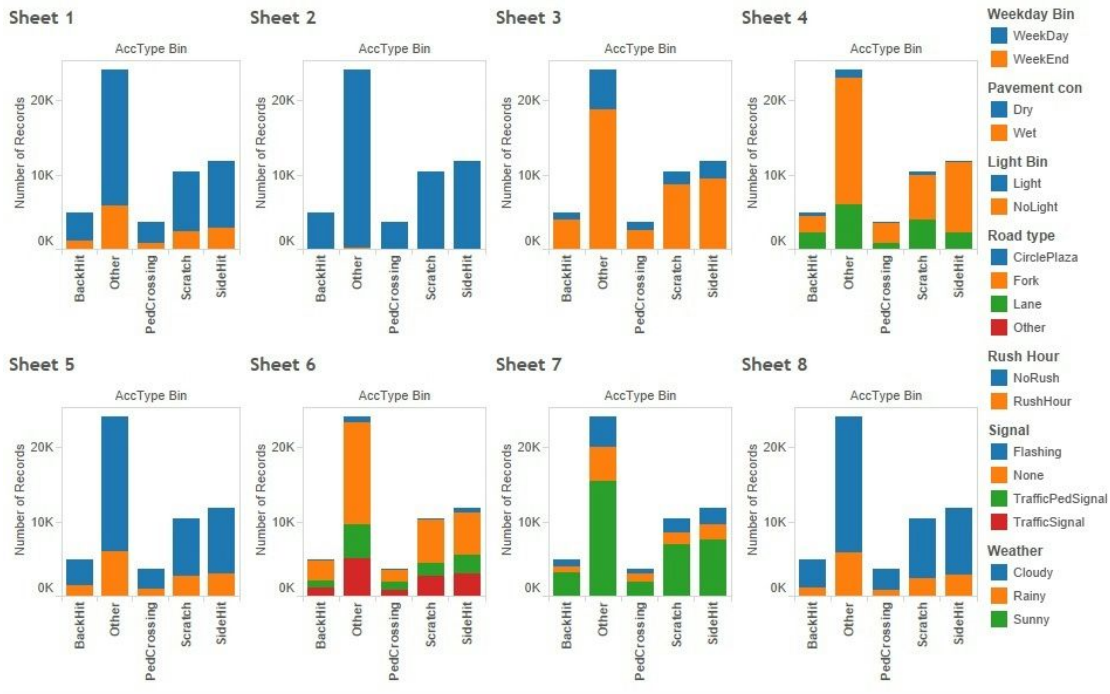 Sheet 1
AccType Bin
Number of Records
20K
10K
0K
BackHit
Other
PedCrossing
Scratch
SideHit
Sheet 2
AccType Bin
Number of Records
20K
10K
0K
BackHit
Other
PedCrossing
Scratch
SideHit
Sheet 3
AccType Bin
Number of Records
20K
10K
0K
BackHit
Other
PedCrossing
Scratch
SideHit
Sheet 4
AccType Bin
Number of Records
20K
10K
0K
BackHit
Other
PedCrossing
Scratch
SideHit
Sheet 5
AccType Bin
Number of Records
20K
10K
0K
BackHit
Other
PedCrossing
Scratch
SideHit
Sheet 6
AccType Bin
Number of Records
20K
10K
0K
BackHit
Other
PedCrossing
Scratch
SideHit
Sheet 7
AccType Bin
Number of Records
20K
10K
0K
BackHit
Other
PedCrossing
Scratch
SideHit
Sheet 8
AccType Bin
Number of Records
20K
10K
0K
BackHit
Other
PedCrossing
Scratch
SideHit
Weekday Bin
WeekDay
WeekEnd
Pavement con
Dry
Wet
Light Bin
Light
NoLight
Road type
CirclePlaza
Fork
Lane
Other
Rush Hour
NoRush
RushHour
Signal
Flashing
None
TrafficPedSignal
TrafficSignal
Weather
Cloudy
Rainy
Sunny